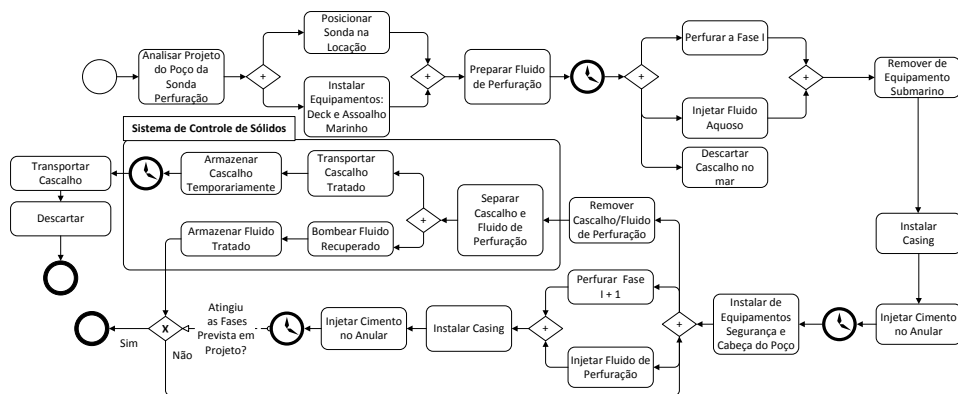 Analisar Projeto
do Poço da
Sonda
Perfuração
+
Posicionar
Sonda na
Locação
Instalar
Equipamentos:
Deck e Assoalho
Marinho
+
Preparar Fluido
de Perfuração
+
Perfurar a Fase I
Injetar Fluido
Aquoso
Descartar
Cascalho no
mar
+
Remover de
Equipamento
Submarino
Instalar
Casing
Injetar Cimento
no Anular
Instalar de
Equipamentos
Segurança e
Cabeça do Poço
+
Remover
Cascalho/Fluido
de Perfuração
Sistema de Controle de Sólidos
Separar
Cascalho e
Fluido de
Perfuração
+
Transportar
Cascalho
Tratado
Armazenar
Cascalho
Temporariamente
Transportar
Cascalho
Descartar
Bombear Fluido
Recuperado
Armazenar Fluido
Tratado
Perfurar Fase
I + 1
Injetar Fluido de
Perfuração
+
Instalar Casing
Injetar Cimento
no Anular
Atingiu
as Fases
Prevista em
Projeto?
X
Sim
Não